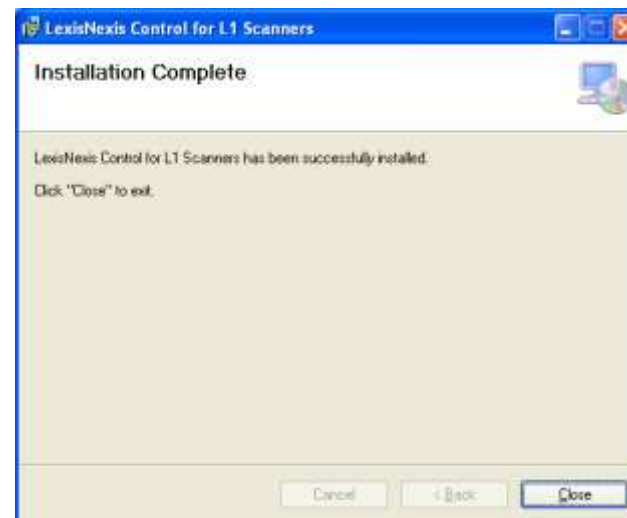 LexisNexis Control for L1 Scanners
Installation Complete
LexisNexis Control for L1 Scanners has been successfully installed.
Click "Close" to exit.
Cancel < Back Close